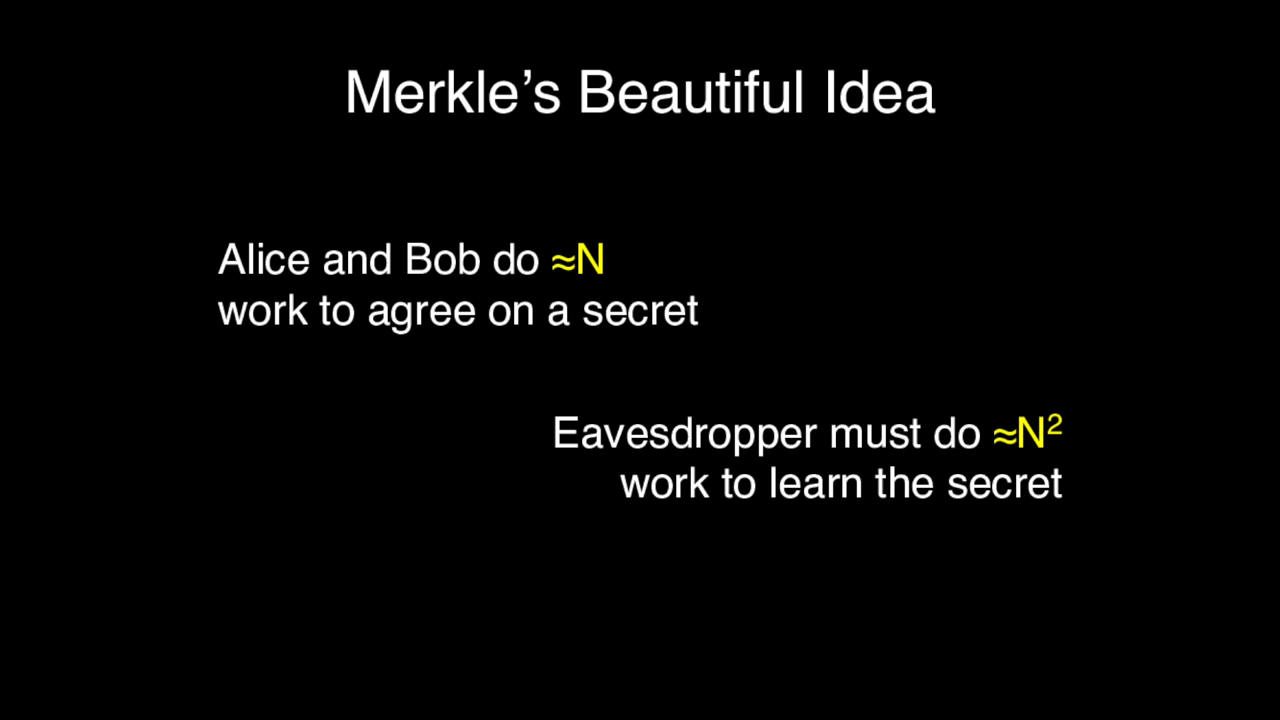 Merkle’s Beautiful Idea
Alice and Bob do ≈N
work to agree on a secret
Eavesdropper must do ≈N²
work to learn the secret